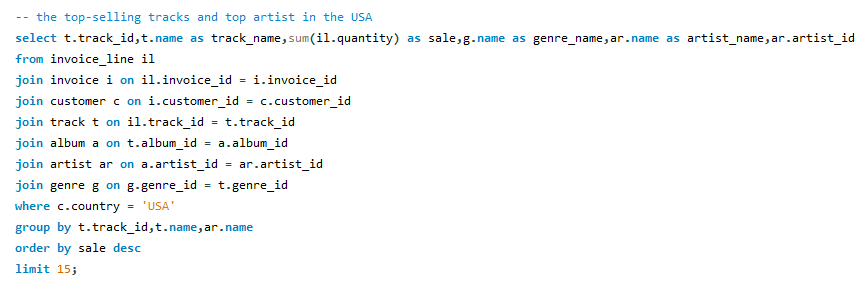 -- the top-selling tracks and top artist in the USA
select t.track_id,t.name as track_name,sum(il.quantity) as sale,g.name as genre_name,ar.name as artist_name,ar.artist_id
from invoice_line il
join invoice i on il.invoice_id = i.invoice_id
join customer c on i.customer_id = c.customer_id
join track t on il.track_id = t.track_id
join album a on t.album_id = a.album_id
join artist ar on a.artist_id = ar.artist_id
join genre g on g.genre_id = t.genre_id
where c.country = 'USA'
group by t.track_id,t.name,ar.name
order by sale desc
limit 15;